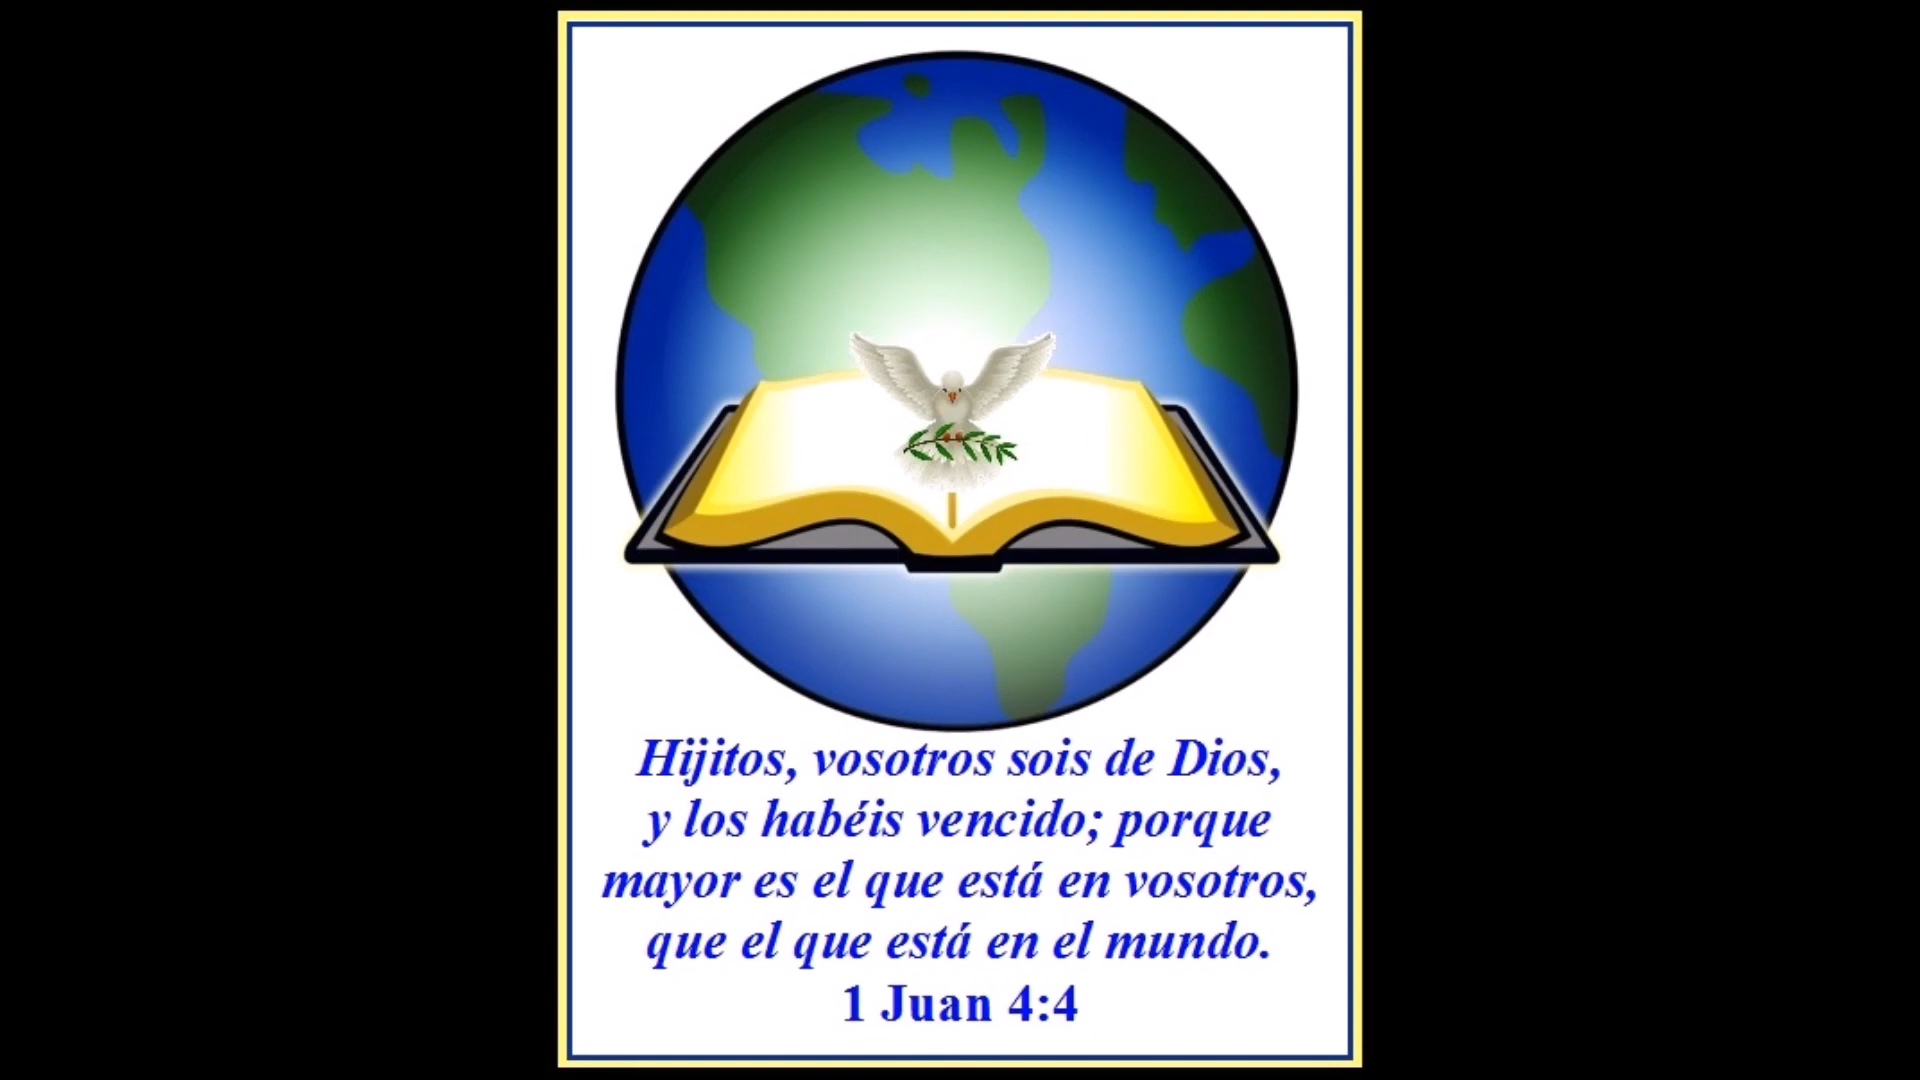 Hijitos, vosotros sois de Dios,
y los habéis vencido; porque
mayor es el que está en vosotros,
que el que está en el mundo.
1 Juan 4:4